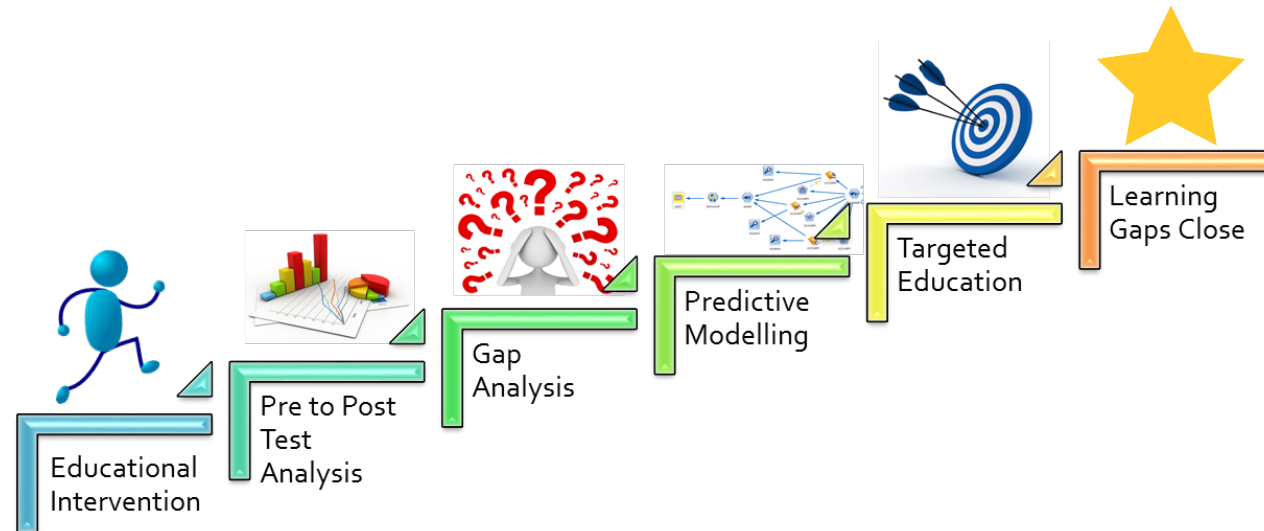 Educational
Intervention
Pre to Post
Test
Analysis
Gap
Analysis
Predictive
Modelling
Targeted
Education
Learning
Gaps Close